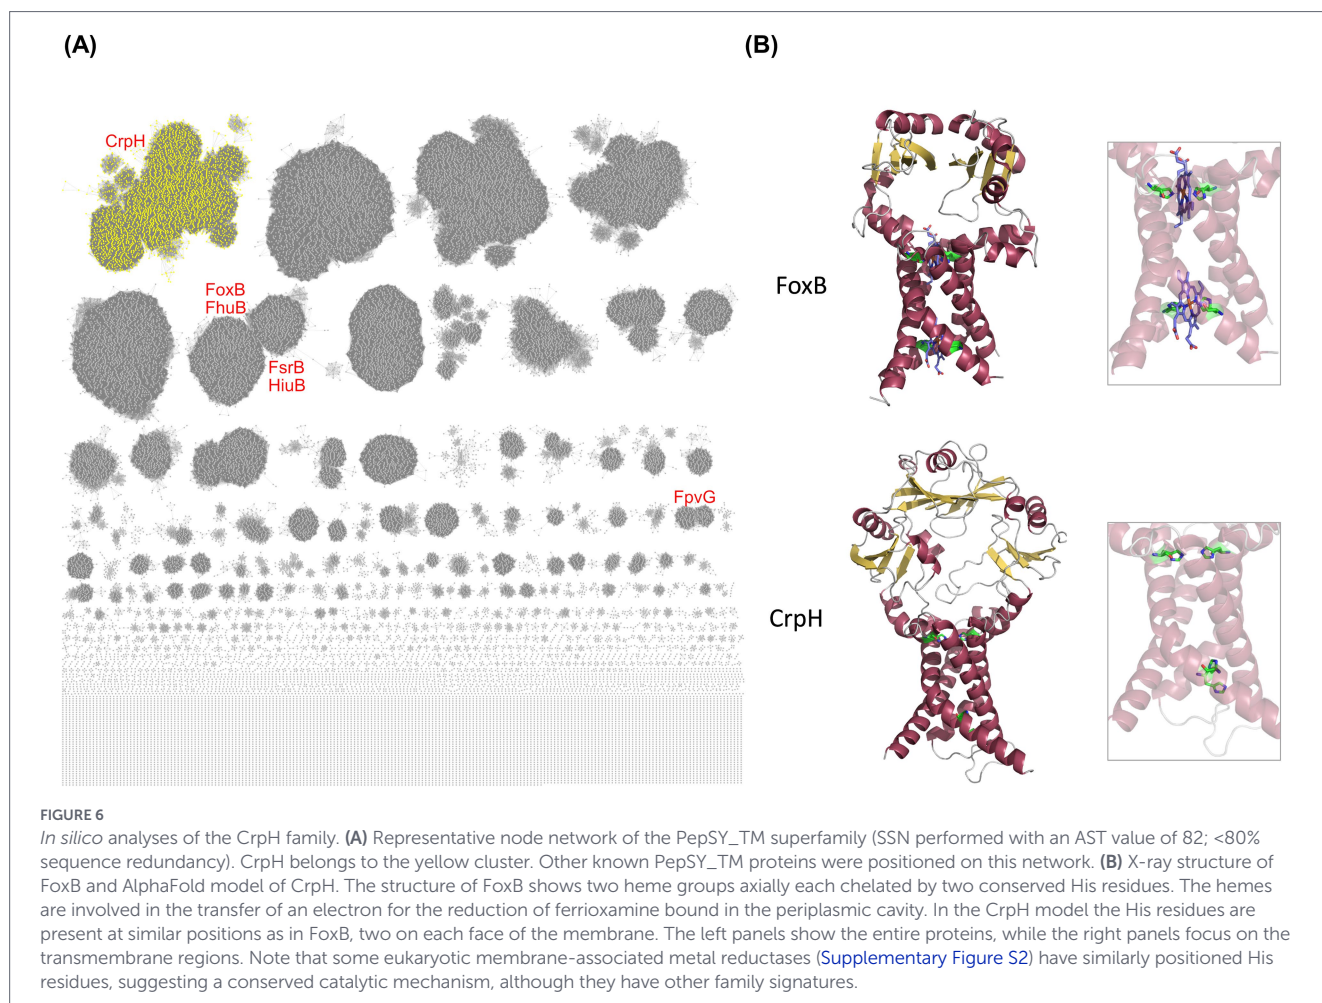 (A)
(B)
CrpH
FoxB
FhuB
FsrB
HiuB
FpvG
FoxB
CrpH
FIGURE 6
In silico analyses of the CrpH family. (A) Representative node network of the PepSY_TM superfamily (SSN performed with an AST value of 82; <80%
sequence redundancy). CrpH belongs to the yellow cluster. Other known PepSY_TM proteins were positioned on this network. (B) X-ray structure of
FoxB and AlphaFold model of CrpH. The structure of FoxB shows two heme groups axially each chelated by two conserved His residues. The hemes
are involved in the transfer of an electron for the reduction of ferrioxamine bound in the periplasmic cavity. In the CrpH model the His residues are
present at similar positions as in FoxB, two on each face of the membrane. The left panels show the entire proteins, while the right panels focus on the
transmembrane regions. Note that some eukaryotic membrane-associated metal reductases (Supplementary Figure S2) have similarly positioned His
residues, suggesting a conserved catalytic mechanism, although they have other family signatures.